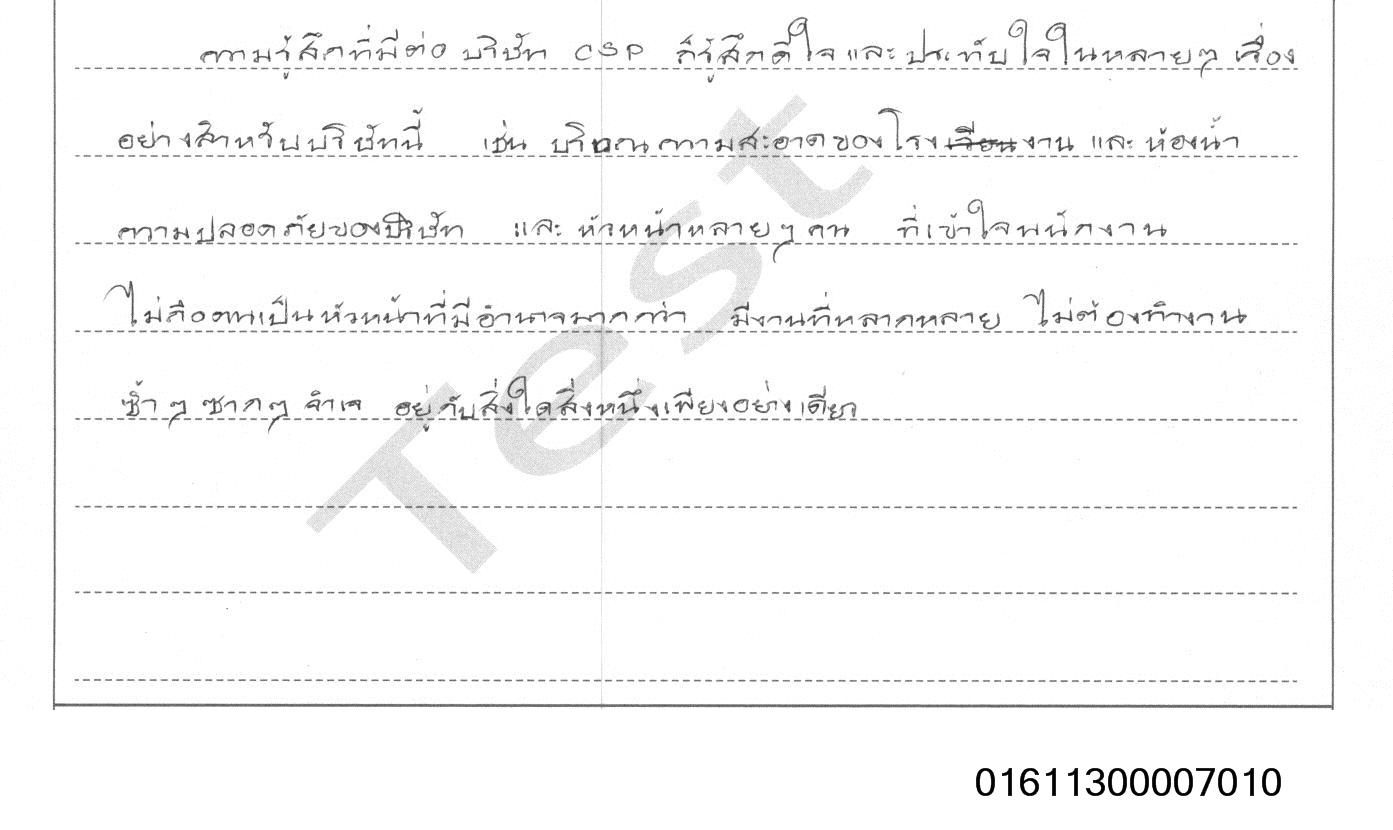 ความรู้สึกที่มีต่อ บริษัท CSP ก็รู้สึกดีใจ และประทับใจในหลายๆ เรื่อง
อย่างสำหรับบริษัทนี้ เช่น บริเวณความสะอาดของโรงเรียนงาน และ ห้องน้ำ
ความปลอดภัยของบริษัท และ หัวหน้าหลายๆ คน ที่เข้าใจพนักงาน
ไม่ถือตนเป็นหัวหน้าที่มีอำนาจมากกว่า มีงานที่หลากหลาย ไม่ต้องทำงาน
ซ้ำๆ ซากๆ จำเจ อยู่กับสิ่งใดสิ่งหนึ่งเพียงอย่างเดียว
Test
01611300007010